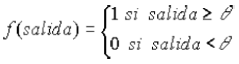 f(salida) = { 1 si salida ≥ θ
0 si salida < θ